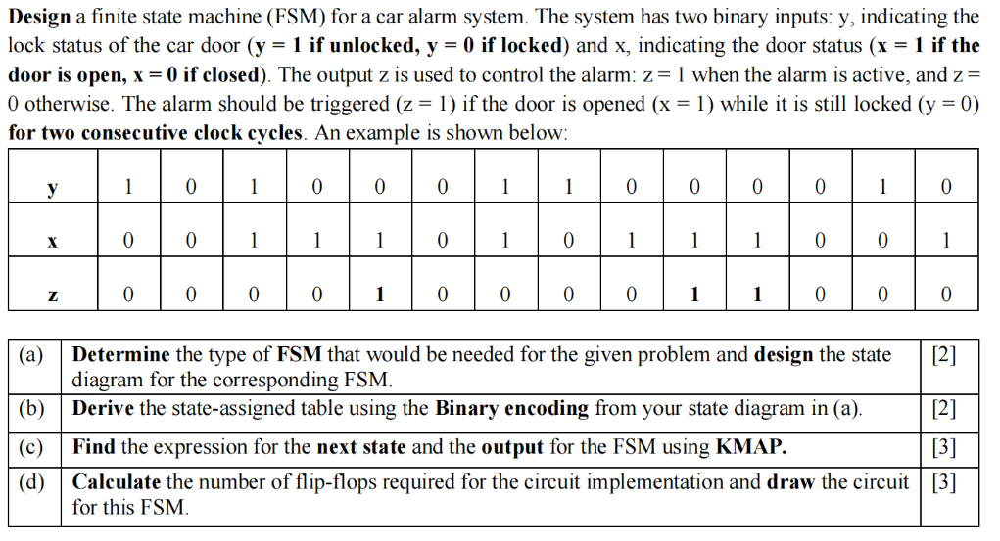 Design a finite state machine (FSM) for a car alarm system. The system has two binary inputs: y, indicating the
lock status of the car door (y = 1 if unlocked, y = 0 if locked) and x, indicating the door status (x = 1 if the
door is open, x = 0 if closed). The output z is used to control the alarm: z = 1 when the alarm is active, and z =
0 otherwise. The alarm should be triggered (z = 1) if the door is opened (x = 1) while it is still locked (y = 0)
for two consecutive clock cycles. An example is shown below:
y 1 0 1 0 0 0 1 1 0 0 0 0 1 0
x 0 0 1 1 1 0 1 0 1 1 1 0 0 1
z 0 0 0 0 1 0 0 0 0 1 1 0 0 0
(a) Determine the type of FSM that would be needed for the given problem and design the state [2]
diagram for the corresponding FSM.
(b) Derive the state-assigned table using the Binary encoding from your state diagram in (a). [2]
(c) Find the expression for the next state and the output for the FSM using KMAP. [3]
(d) Calculate the number of flip-flops required for the circuit implementation and draw the circuit [3]
for this FSM.